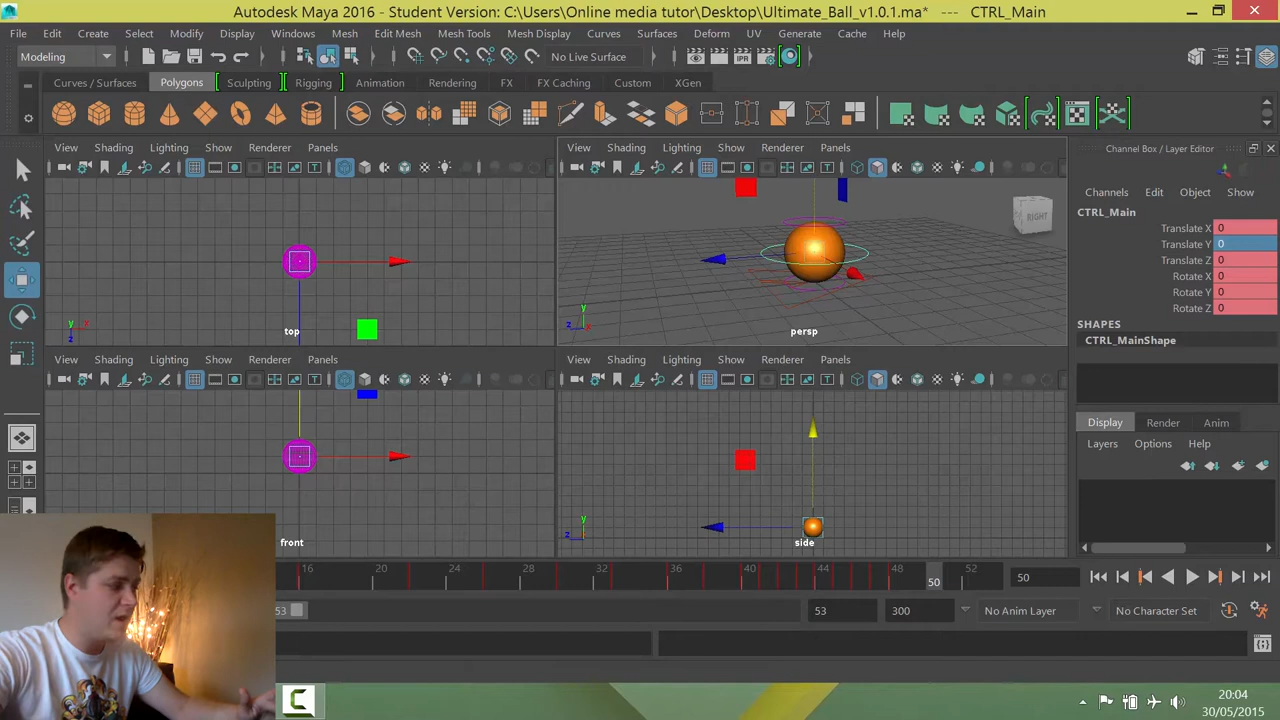 Autodesk Maya 2016 - Student Version: C:\Users\Online media tutor\Desktop\Ultimate_Ball_v1.0.1.ma* --- CTRL_Main
File Edit Create Select Modify Display Windows Mesh Edit Mesh Mesh Tools Mesh Display Curves Surfaces Deform UV Generate Cache Help
Modeling No Live Surface
Curves / Surfaces Polygons Sculpting Rigging Animation Rendering FX FX Caching Custom XGen
IPR
View Shading Lighting Show Renderer Panels
View Shading Lighting Show Renderer Panels
Channel Box / Layer Editor
Channels Edit Object Show
CTRL_Main
Translate X 0
Translate Y 0
Translate Z 0
Rotate X 0
Rotate Y 0
Rotate Z 0
SHAPES
CTRL_MainShape
RIGHT
y x z
top
y z x
persp
View Shading Lighting Show Renderer Panels
View Shading Lighting Show Renderer Panels
front
y z
side
Display Render Anim
Layers Options Help
16 20 24 28 32 36 40 44 48 50 52 50
53 53 300 No Anim Layer No Character Set
C
20:04
30/05/2015